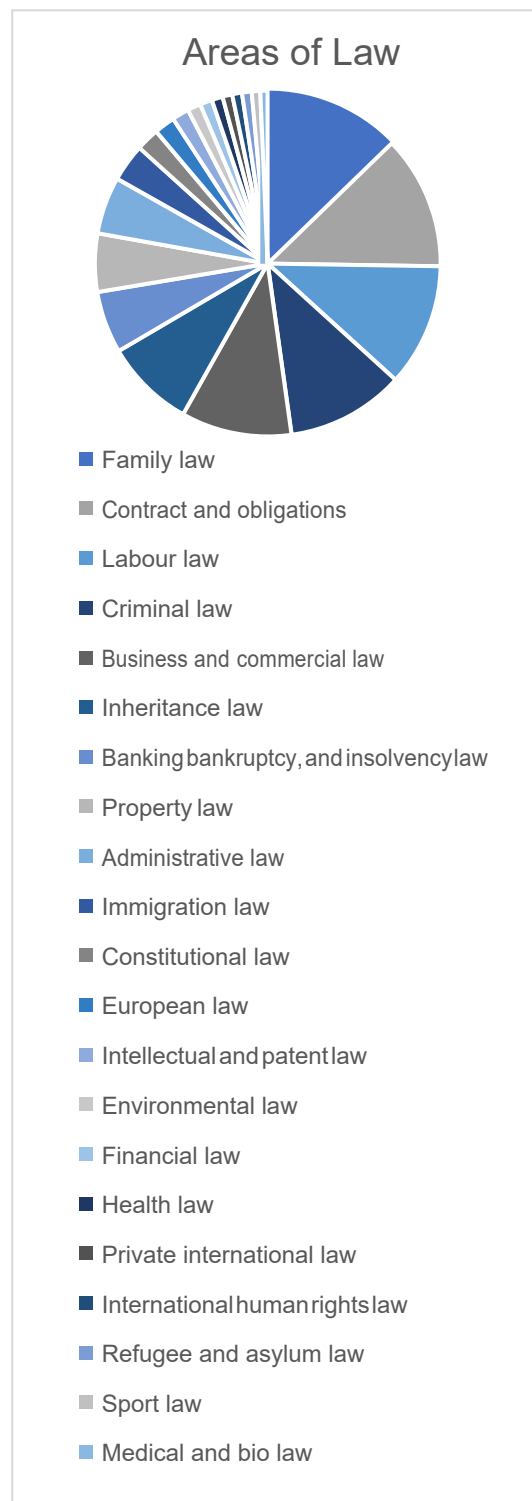 Areas of Law
Family law
Contract and obligations
Labour law
Criminal law
Business and commercial law
Inheritance law
Banking bankruptcy, and insolvency law
Property law
Administrative law
Immigration law
Constitutional law
European law
Intellectual and patent law
Environmental law
Financial law
Health law
Private international law
International human rights law
Refugee and asylum law
Sport law
Medical and bio law